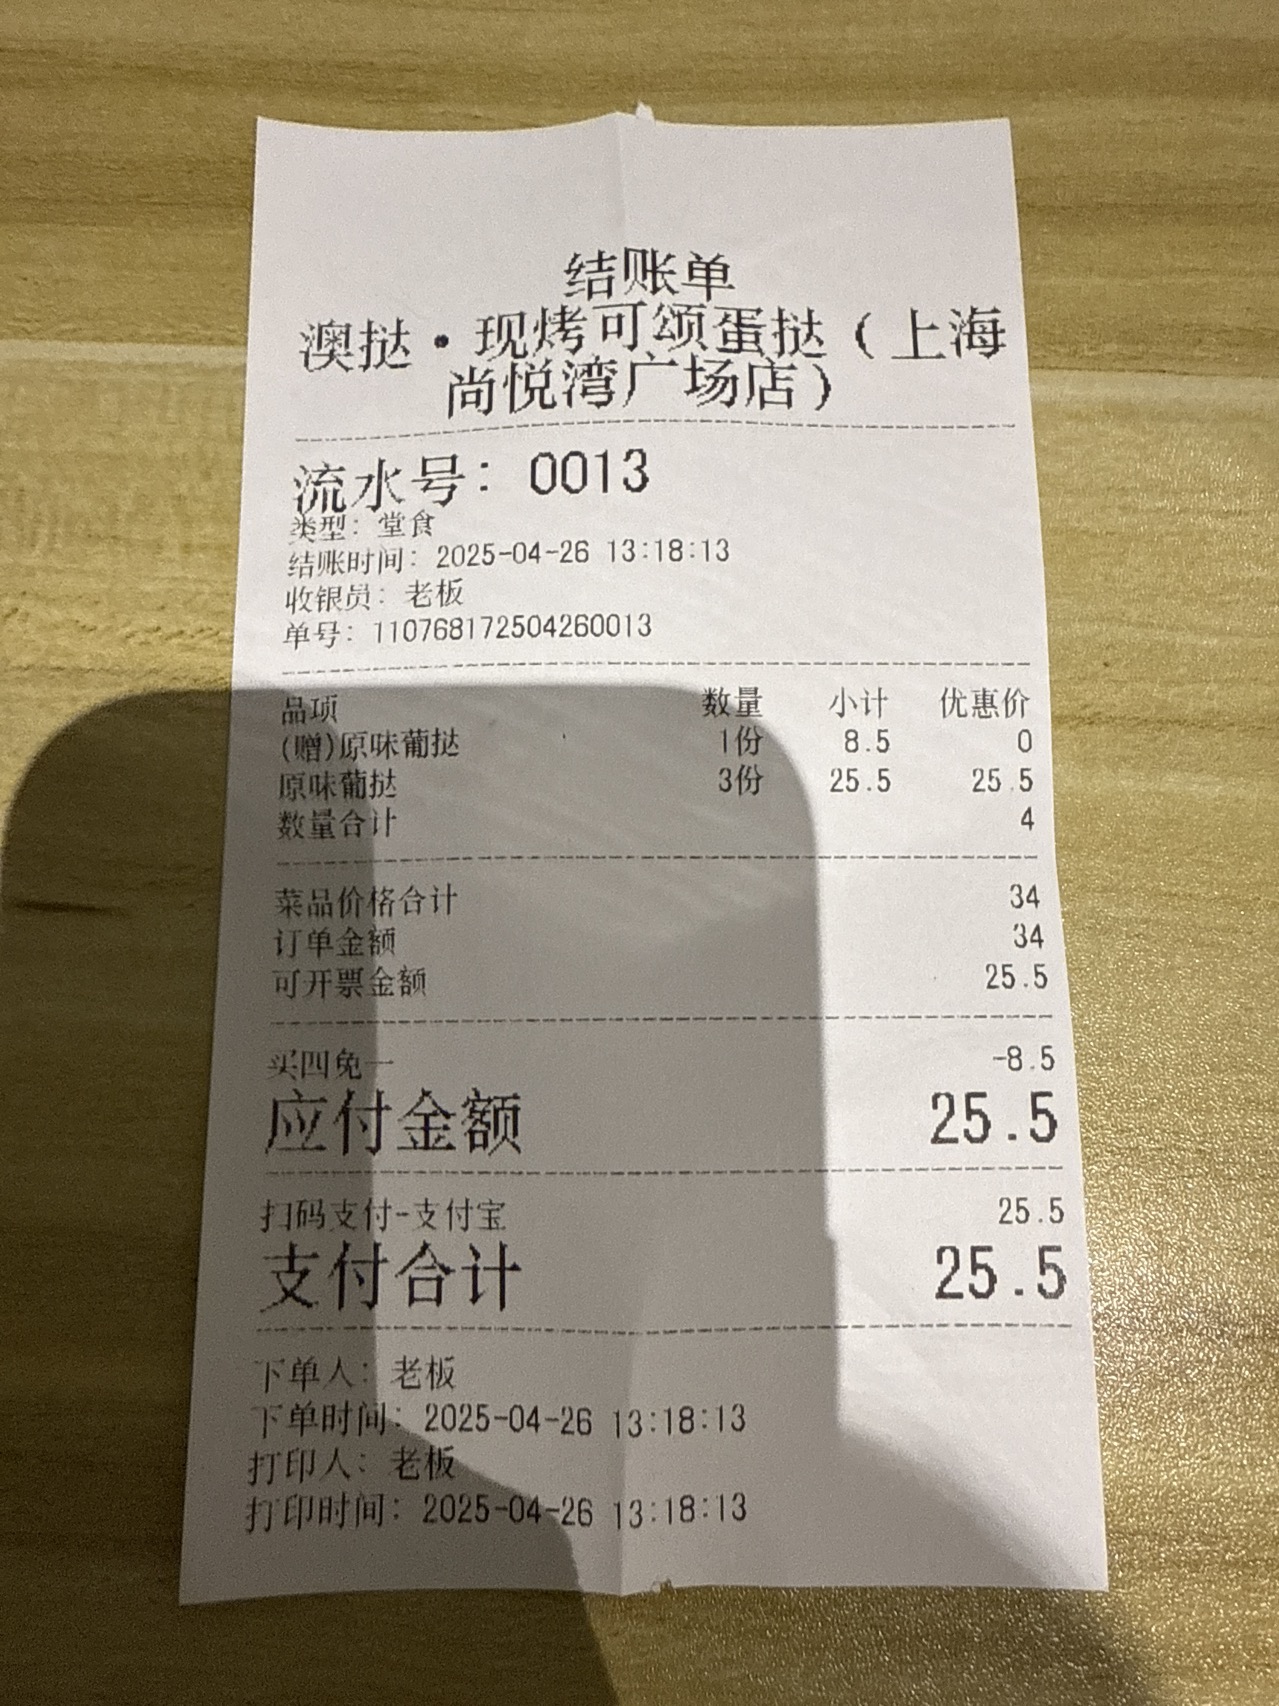 结账单
澳挞·现烤可颂蛋挞(上海
尚悦湾广场店)
流水号: 0013
类型: 堂食
结账时间: 2025-04-26 13:18:13
收银员: 老板
单号: 110768172504260013
品项 数量 小计 优惠价
(赠)原味葡挞 1份 8.5 0
原味葡挞 3份 25.5 25.5
数量合计 4
菜品价格合计 34
订单金额 34
可开票金额 25.5
买四免一 -8.5
应付金额 25.5
扫码支付-支付宝 25.5
支付合计 25.5
下单人: 老板
下单时间: 2025-04-26 13:18:13
打印人: 老板
打印时间: 2025-04-26 13:18:13